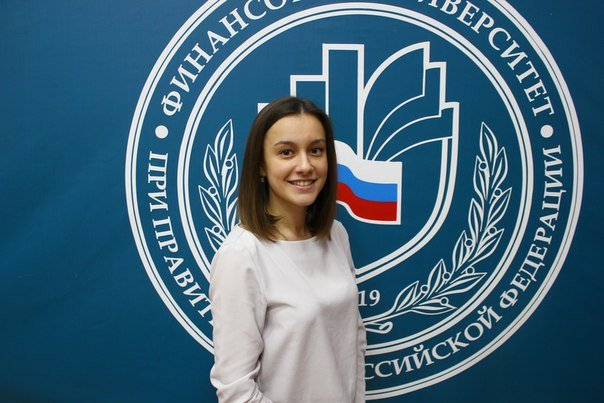 ФИНАНСО ИВЕРСИТЕТ
ПРИ ПРАВИТ ССИЙСКОЙ ФЕДЕРАЦИИ
19